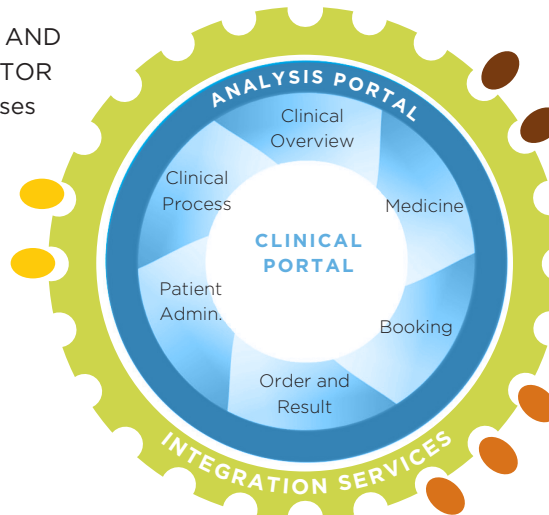 AND
TOR
ses
ANALYSIS PORTAL
Clinical
Overview
Clinical
Process
Medicine
CLINICAL
PORTAL
Patient
Admin.
Booking
Order and
Result
INTEGRATION SERVICES